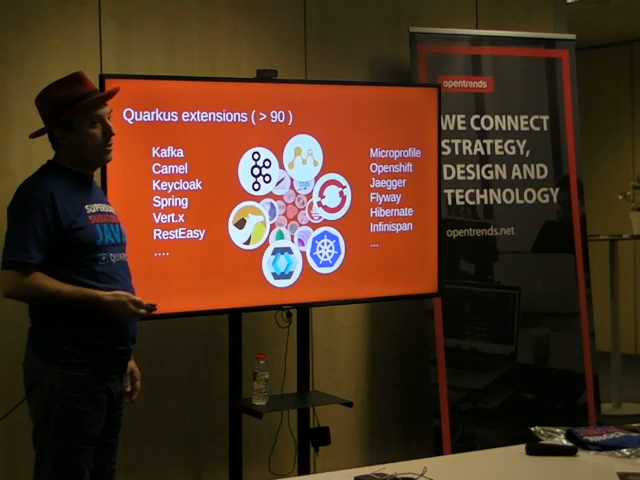 Quarkus extensions ( > 90 )
Kafka
Camel
Keycloak
Spring
Vert.x
RestEasy
....
Microprofile
Openshift
Jaegger
Flyway
Hibernate
Infinispan
...
opentrends
WE CONNECT
STRATEGY,
DESIGN AND
TECHNOLOGY
opentrends.net
JAVA